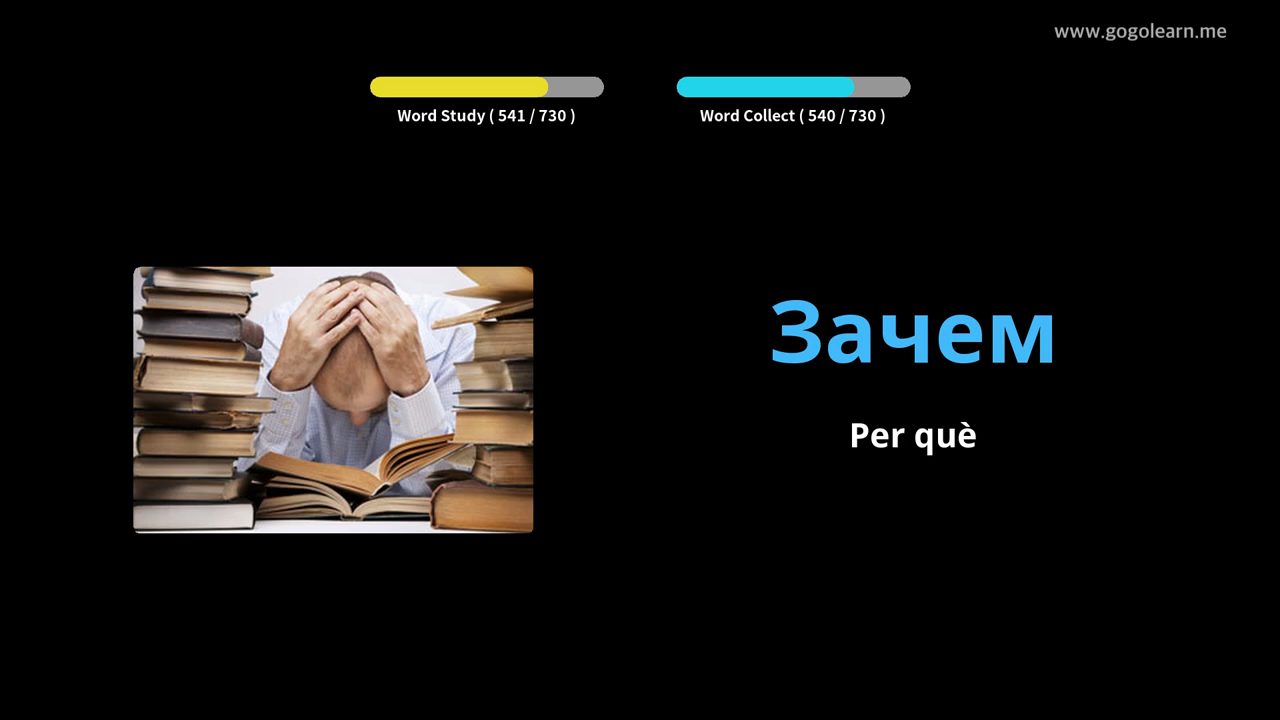 www.gogolearn.me
Word Study ( 541 / 730 )
Word Collect ( 540 / 730 )
Зачем
Per què